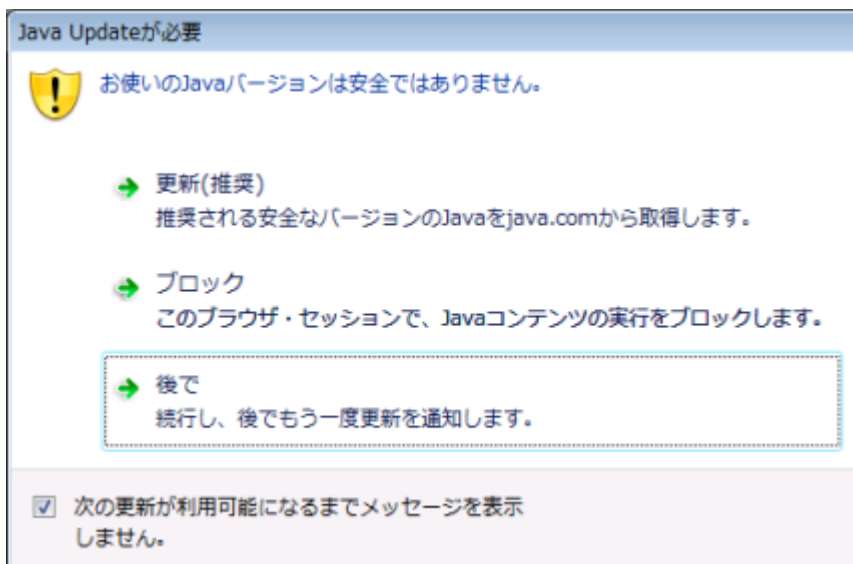 Java Updateが必要
お使いのJavaバージョンは安全ではありません。
更新(推奨)
推奨される安全なバージョンのJavaをjava.comから取得します。
ブロック
このブラウザ・セッションで、Javaコンテンツの実行をブロックします。
後で
続行し、後でもう一度更新を通知します。
次の更新が利用可能になるまでメッセージを表示
しません。